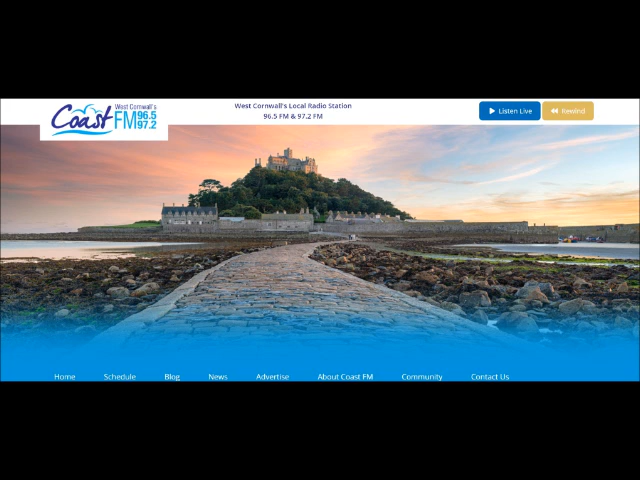 Coast FM
West Cornwall's
96.5
97.2
West Cornwall's Local Radio Station
96.5 FM & 97.2 FM
Listen Live
Rewind
Home Schedule Blog News Advertise About Coast FM Community Contact Us